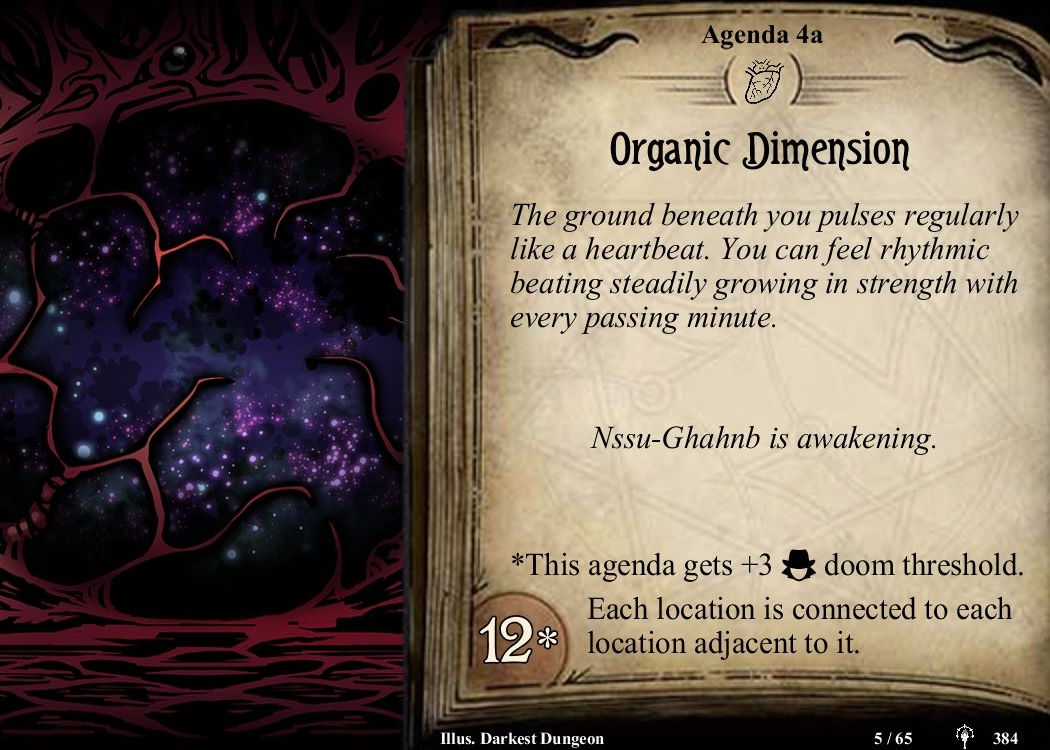 Agenda 4a
Organic Dimension
The ground beneath you pulses regularly
like a heartbeat. You can feel rhythmic
beating steadily growing in strength with
every passing minute.
Nssu-Ghahnb is awakening.
*This agenda gets +3 doom threshold.
Each location is connected to each
location adjacent to it.
12*
Illus. Darkest Dungeon
5 / 65
384